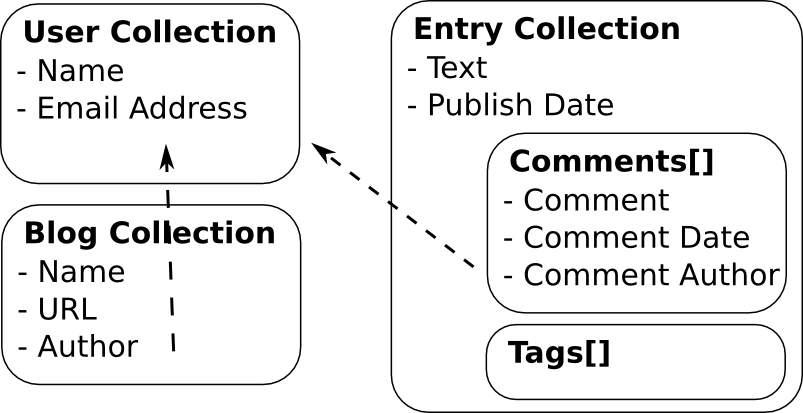 User Collection
- Name
- Email Address
Blog Collection
- Name
- URL
- Author
Entry Collection
- Text
- Publish Date
Comments[]
- Comment
- Comment Date
- Comment Author
Tags[]